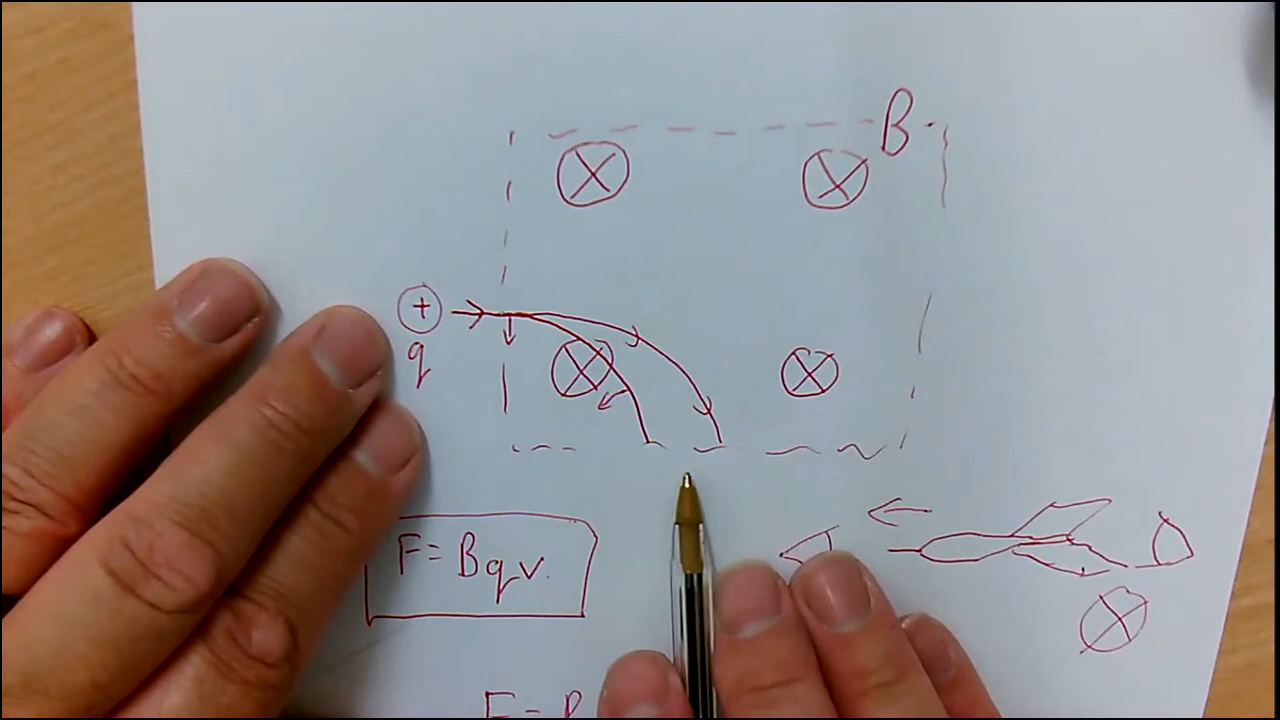 B
+
q
F = Bqv.
F = B